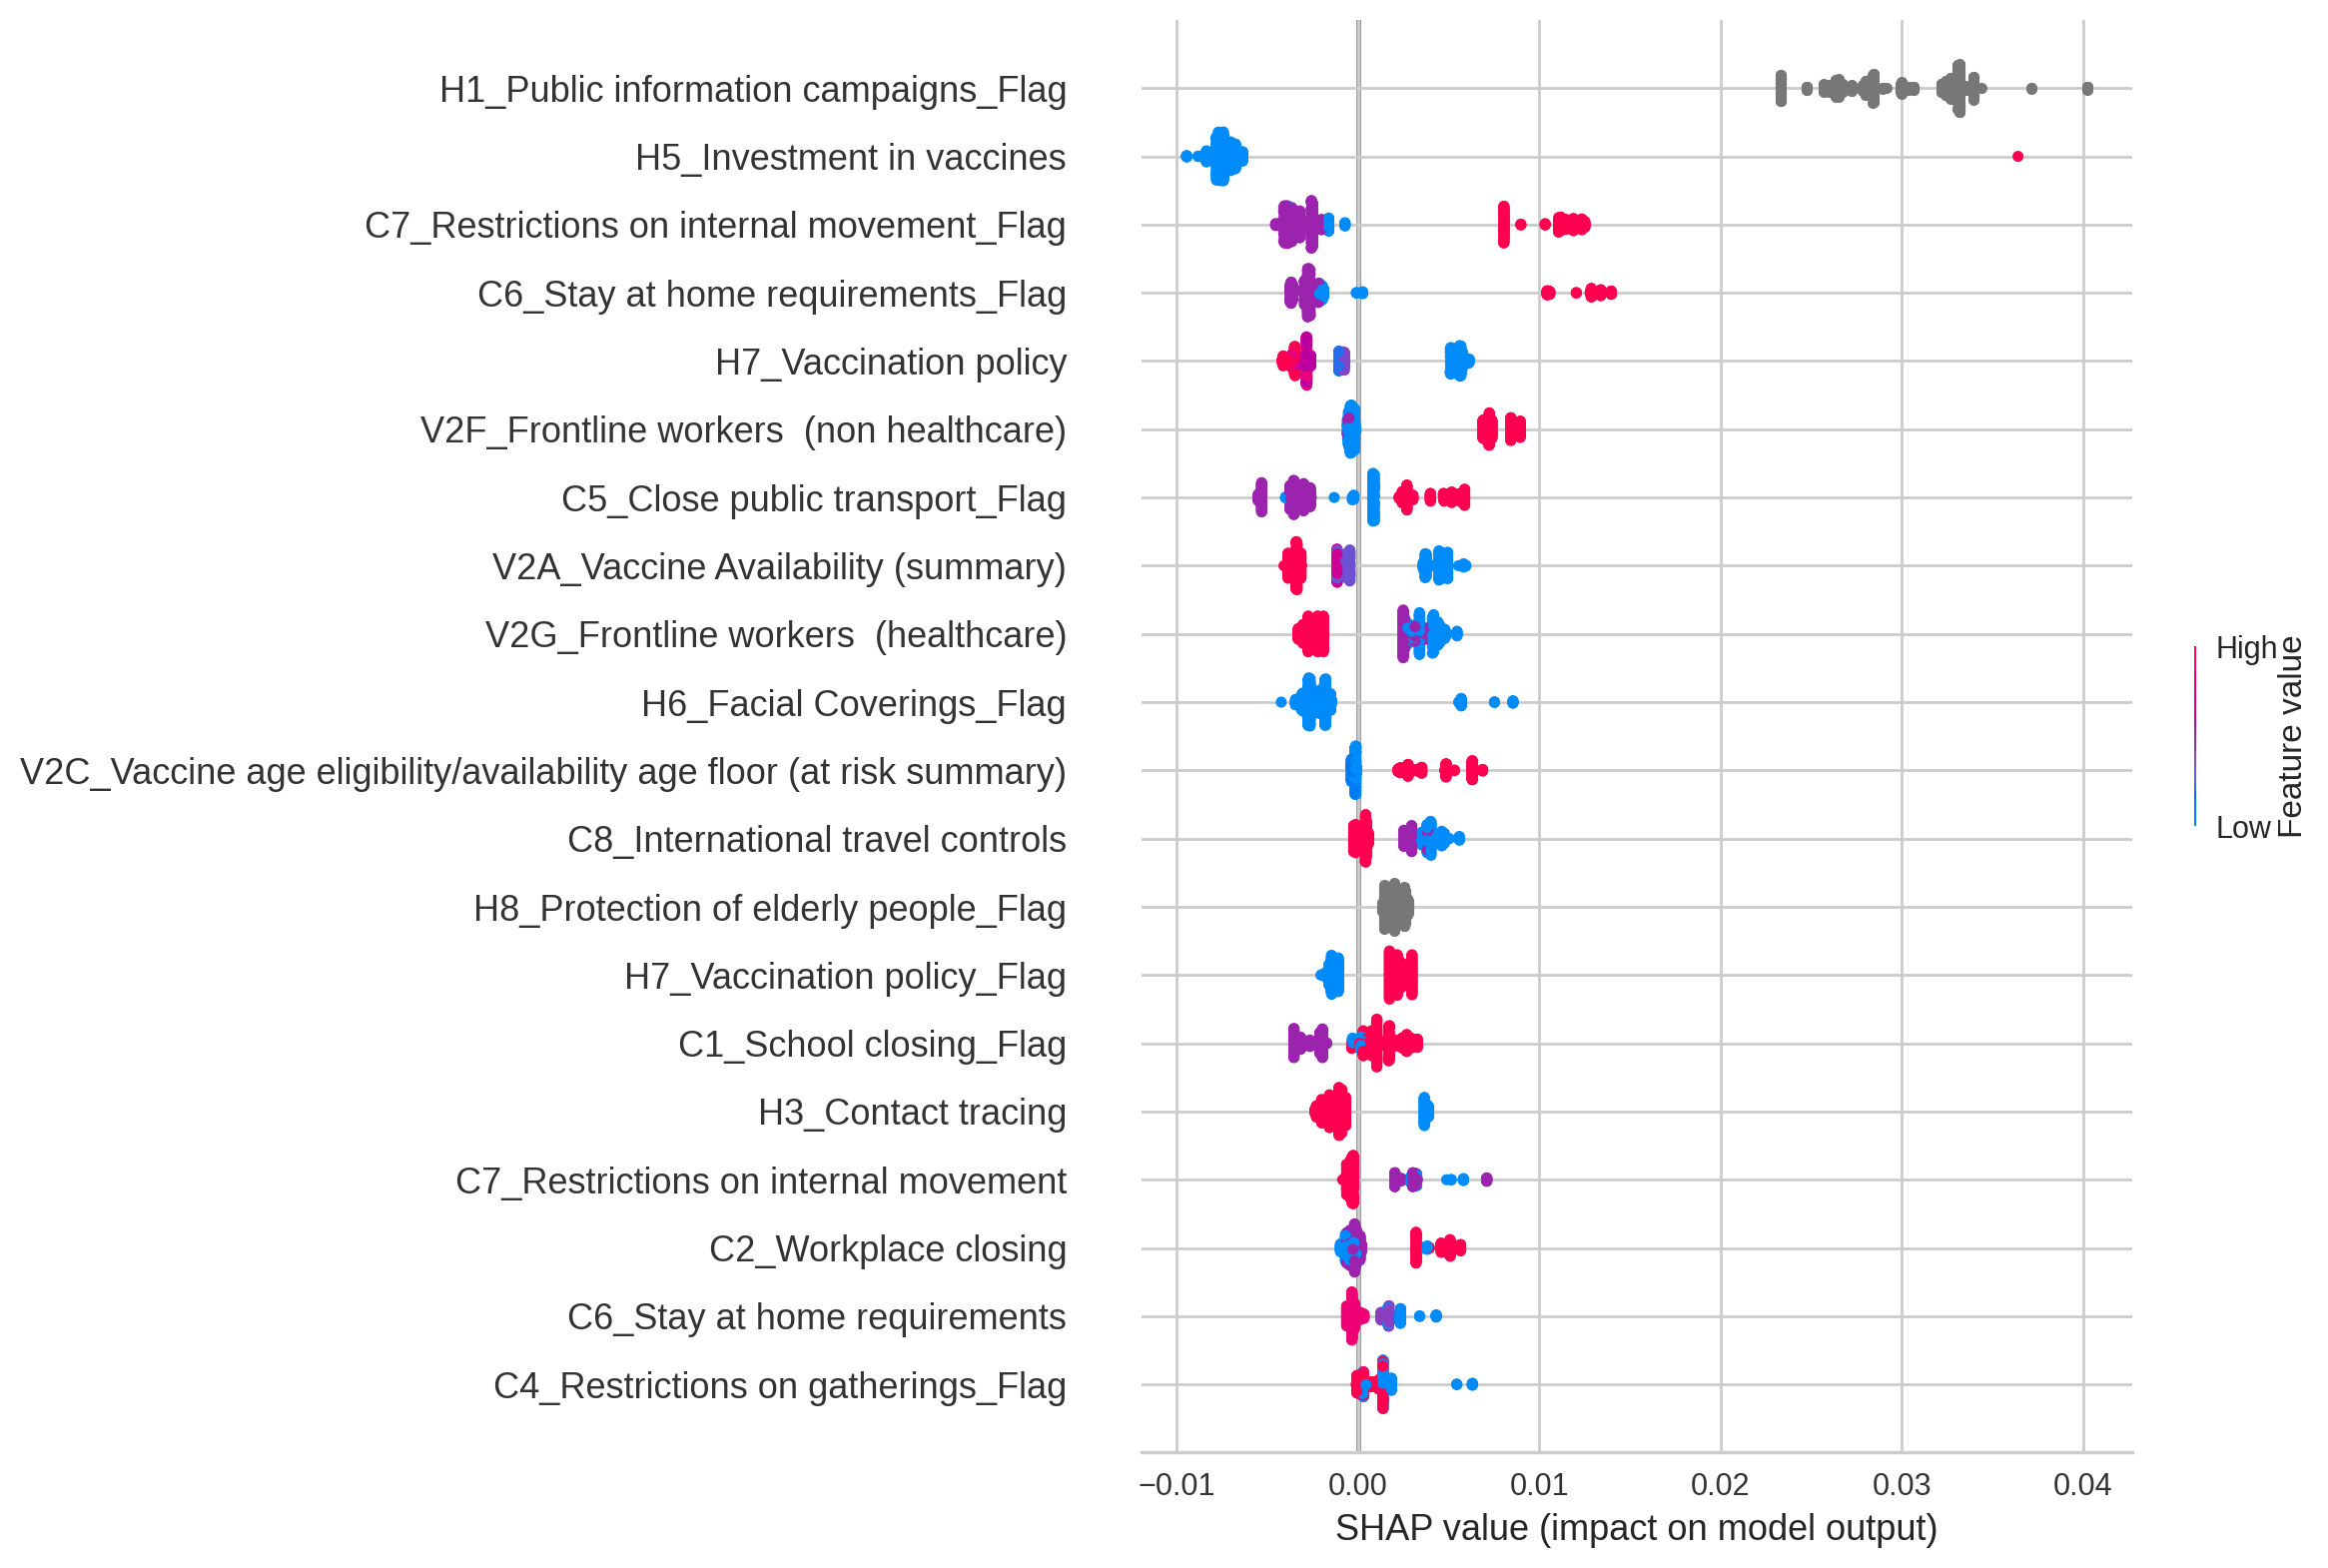 H1_Public information campaigns_Flag
H5_Investment in vaccines
C7_Restrictions on internal movement_Flag
C6_Stay at home requirements_Flag
H7_Vaccination policy
V2F_Frontline workers  (non healthcare)
C5_Close public transport_Flag
V2A_Vaccine Availability (summary)
V2G_Frontline workers  (healthcare)
H6_Facial Coverings_Flag
V2C_Vaccine age eligibility/availability age floor (at risk summary)
C8_International travel controls
H8_Protection of elderly people_Flag
H7_Vaccination policy_Flag
C1_School closing_Flag
H3_Contact tracing
C7_Restrictions on internal movement
C2_Workplace closing
C6_Stay at home requirements
C4_Restrictions on gatherings_Flag
−0.01 0.00 0.01 0.02 0.03 0.04
SHAP value (impact on model output)
High
Low
Feature value